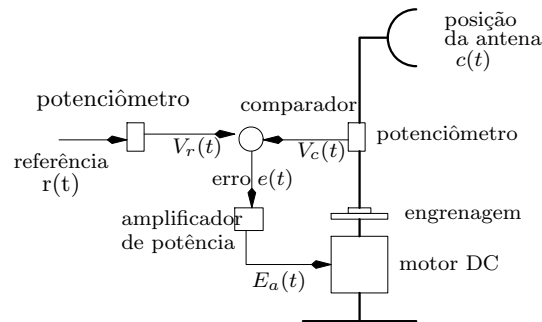 posição
da antena
c(t)
potenciômetro
comparador
potenciômetro
V_r(t)
V_c(t)
referência
r(t)
erro e(t)
amplificador
de potência
engrenagem
motor DC
E_a(t)